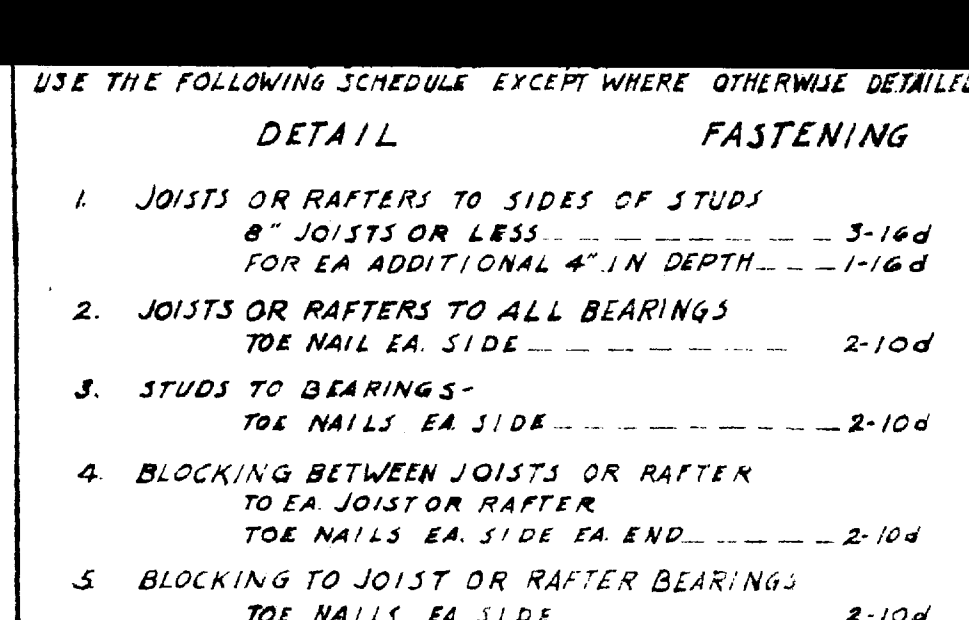 USE THE FOLLOWING SCHEDULE EXCEPT WHERE OTHERWISE DETAILED
DETAIL FASTENING
1. JOISTS OR RAFTERS TO SIDES OF STUDS
8" JOISTS OR LESS 3-16d
FOR EA ADDITIONAL 4" IN DEPTH 1-16d
2. JOISTS OR RAFTERS TO ALL BEARINGS
TOE NAIL EA. SIDE 2-10d
3. STUDS TO BEARINGS-
TOE NAILS EA. SIDE 2-10d
4. BLOCKING BETWEEN JOISTS OR RAFTER
TO EA. JOIST OR RAFTER
TOE NAILS EA. SIDE EA. END 2-10d
5 BLOCKING TO JOIST OR RAFTER BEARINGS
TOE NAILS EA SIDE 2-10d